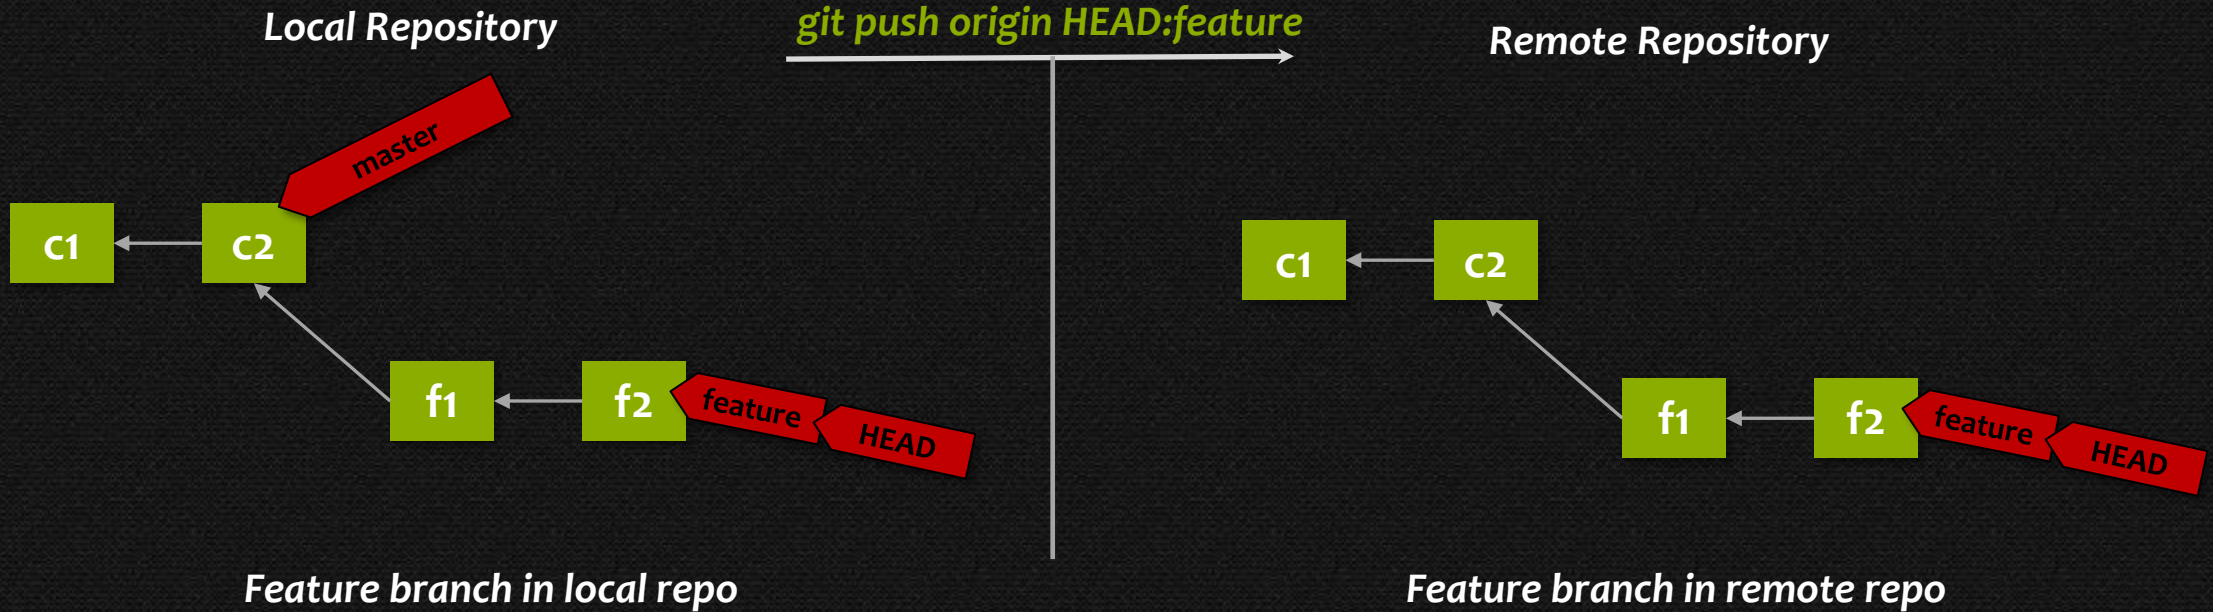 Local Repository
git push origin HEAD:feature
Remote Repository
master
c1
c2
f1
f2
feature
HEAD
c1
c2
f1
f2
feature
HEAD
Feature branch in local repo
Feature branch in remote repo